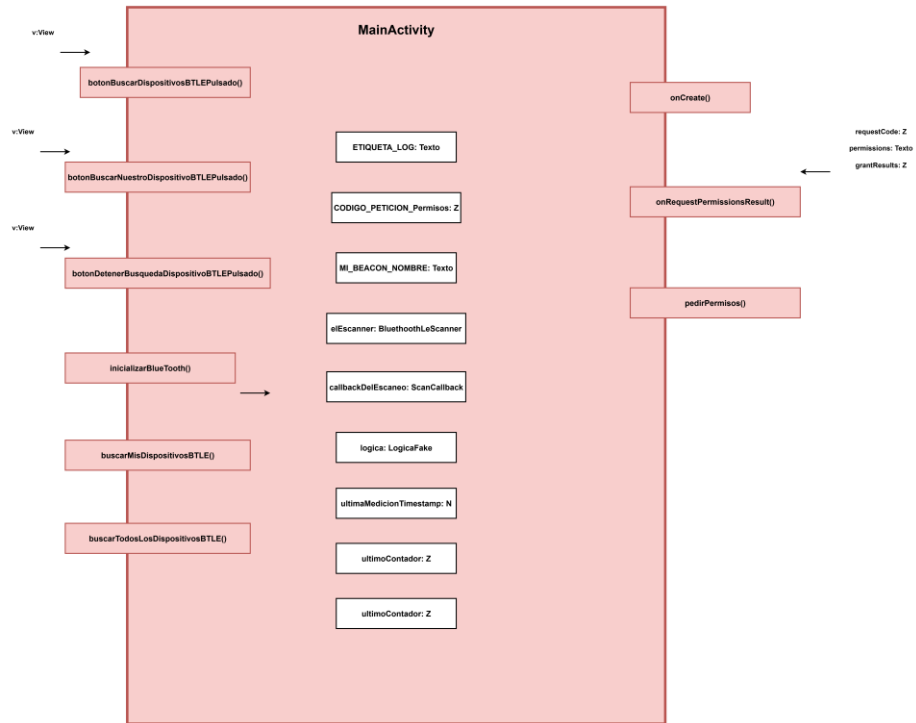 MainActivity
v:View
botonBuscarDispositivosBTLEPulsado()
v:View
botonBuscarNuestroDispositivoBTLEPulsado()
v:View
botonDetenerBusquedaDispositivoBTLEPulsado()
inicializarBlueTooth()
buscarMisDispositivosBTLE()
buscarTodosLosDispositivosBTLE()
ETIQUETA_LOG: Texto
CODIGO_PETICION_Permisos: Z
MI_BEACON_NOMBRE: Texto
elEscanner: BluethoothLeScanner
callbackDelEscaneo: ScanCallback
logica: LogicaFake
ultimaMedicionTimestamp: N
ultimoContador: Z
ultimoContador: Z
onCreate()
requestCode: Z
permissions: Texto
grantResults: Z
onRequestPermissionsResult()
pedirPermisos()